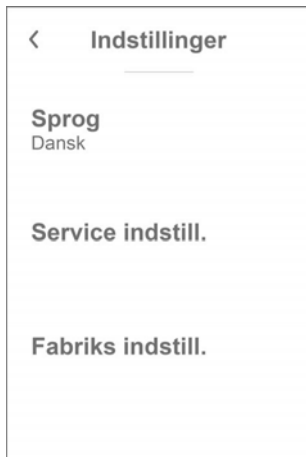 Indstillinger
Sprog
Dansk
Service indstill.
Fabriks indstill.